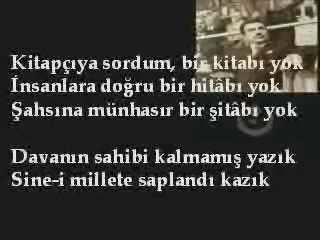 Kitapçıya sordum, bir kitabı yok
İnsanlara doğru bir hitâbı yok
Şahsına münhasır bir şitâbı yok
Davanın sahibi kalmamış yazık
Sine-i millete saplandı kazık